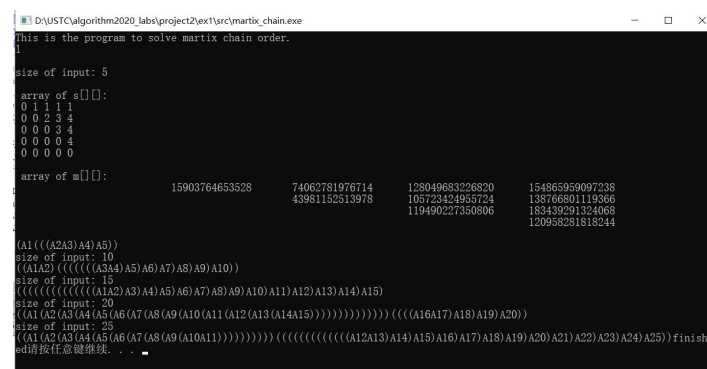 D:\USTC\algorithm2020_labs\project2\ex1\src\martix_chain.exe
This is the program to solve martix chain order.
1
size of input: 5
array of s[][]:
0 1 1 1 1
0 0 2 3 4
0 0 0 3 4
0 0 0 0 4
0 0 0 0 0
array of m[][]:
15903764653528 74062781976714 128049683226820 154865959097238
43981152513978 105723424955724 138766801119366
119490227350806 183439291324068
120958281818244
(A1(((A2A3)A4)A5))
size of input: 10
((A1A2)(((((((A3A4)A5)A6)A7)A8)A9)A10))
size of input: 15
((((((((((((((A1A2)A3)A4)A5)A6)A7)A8)A9)A10)A11)A12)A13)A14)A15)
size of input: 20
((A1(A2(A3(A4(A5(A6(A7(A8(A9(A10(A11(A12(A13(A14A15))))))))))))))((((A16A17)A18)A19)A20))
size of input: 25
((A1(A2(A3(A4(A5(A6(A7(A8(A9(A10A11))))))))))(((((((((((((A12A13)A14)A15)A16)A17)A18)A19)A20)A21)A22)A23)A24)A25))finish
ed请按任意键继续. . .